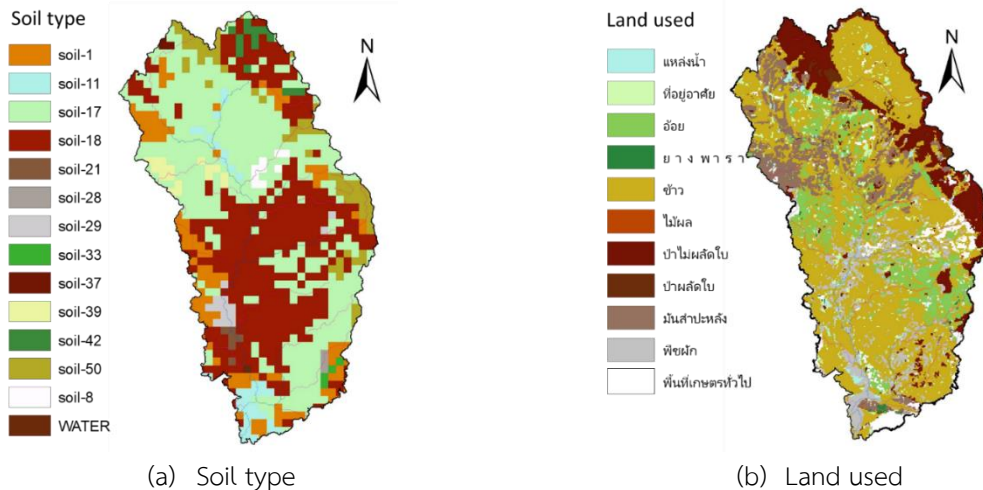 Soil type
soil-1
soil-11
soil-17
soil-18
soil-21
soil-28
soil-29
soil-33
soil-37
soil-39
soil-42
soil-50
soil-8
WATER
N
(a) Soil type
Land used
แหล่งน้ำ
ที่อยู่อาศัย
อ้อย
ย า ง พ า ร า
ข้าว
ไม้ผล
ป่าไม่ผลัดใบ
ป่าผลัดใบ
มันสำปะหลัง
พืชผัก
พื้นที่เกษตรทั่วไป
N
(b) Land used